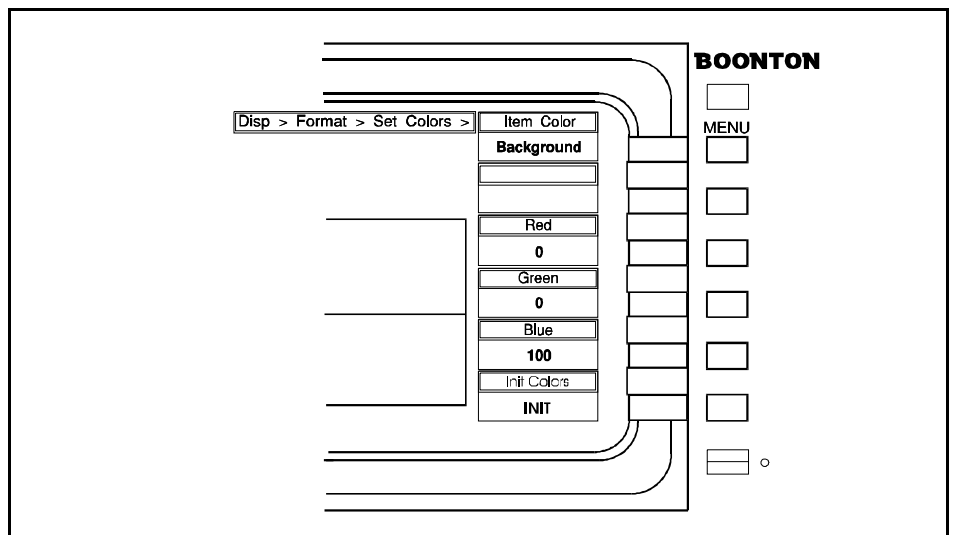 BOONTON
Disp > Format > Set Colors >
Item Color
Background
MENU
Red
0
Green
0
Blue
100
Init Colors
INIT